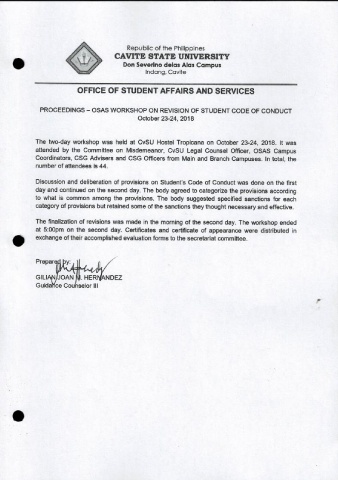 Republic of the Philippines
CAVITE STATE UNIVERSITY
Don Severino delas Alas Campus
Indang, Cavite
OFFICE OF STUDENT AFFAIRS AND SERVICES
PROCEEDINGS – OSAS WORKSHOP ON REVISION OF STUDENT CODE OF CONDUCT
October 23-24, 2018
The two-day workshop was held at CvSU Hostel Tropicana on October 23-24, 2018. It was
attended by the Committee on Misdemeanor, CvSU Legal Counsel Officer, OSAS Campus
Coordinators, CSG Advisers and CSG Officers from Main and Branch Campuses. In total, the
number of attendees is 44.
Discussion and deliberation of provisions on Student's Code of Conduct was done on the first
day and continued on the second day. The body agreed to categorize the provisions according
to what is common among the provisions. The body suggested specified sanctions for each
category of provisions but retained some of the sanctions they thought necessary and effective.
The finalization of revisions was made in the morning of the second day. The workshop ended
at 5:00pm on the second day. Certificates and certificate of appearance were distributed in
exchange of their accomplished evaluation forms to the secretariat committee.
Prepared by:
GILIAN JOAN M. HERNANDEZ
Guidance Counselor III